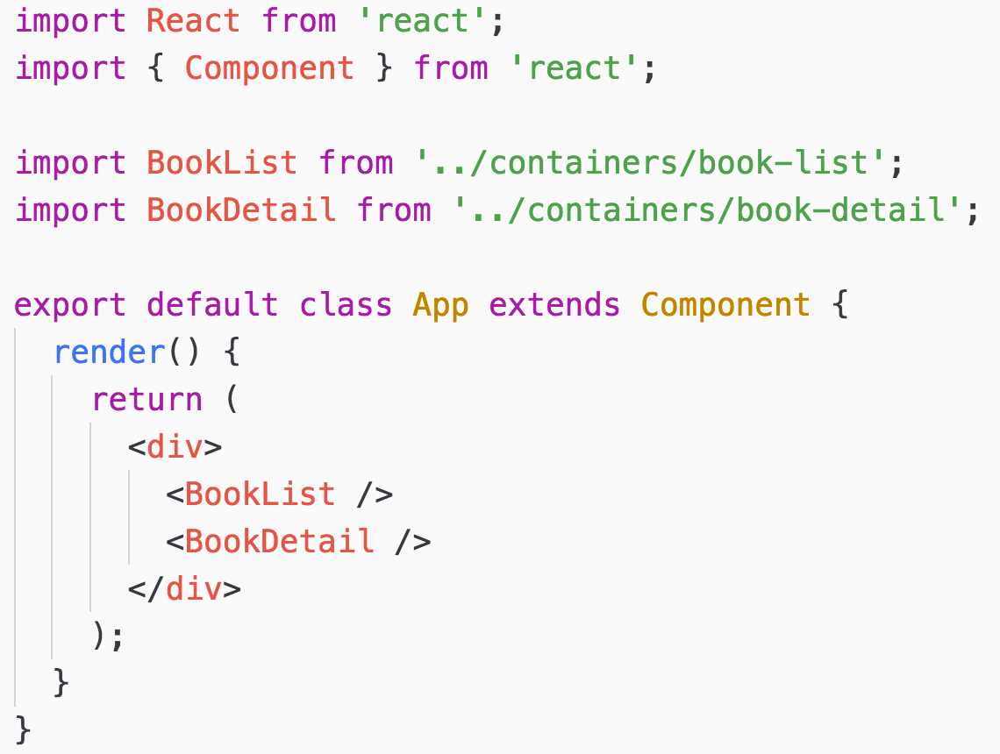 import React from 'react';
import { Component } from 'react';
import BookList from '../containers/book-list';
import BookDetail from '../containers/book-detail';
export default class App extends Component {
  render() {
    return (
      <div>
        <BookList />
        <BookDetail />
      </div>
    );
  }
}